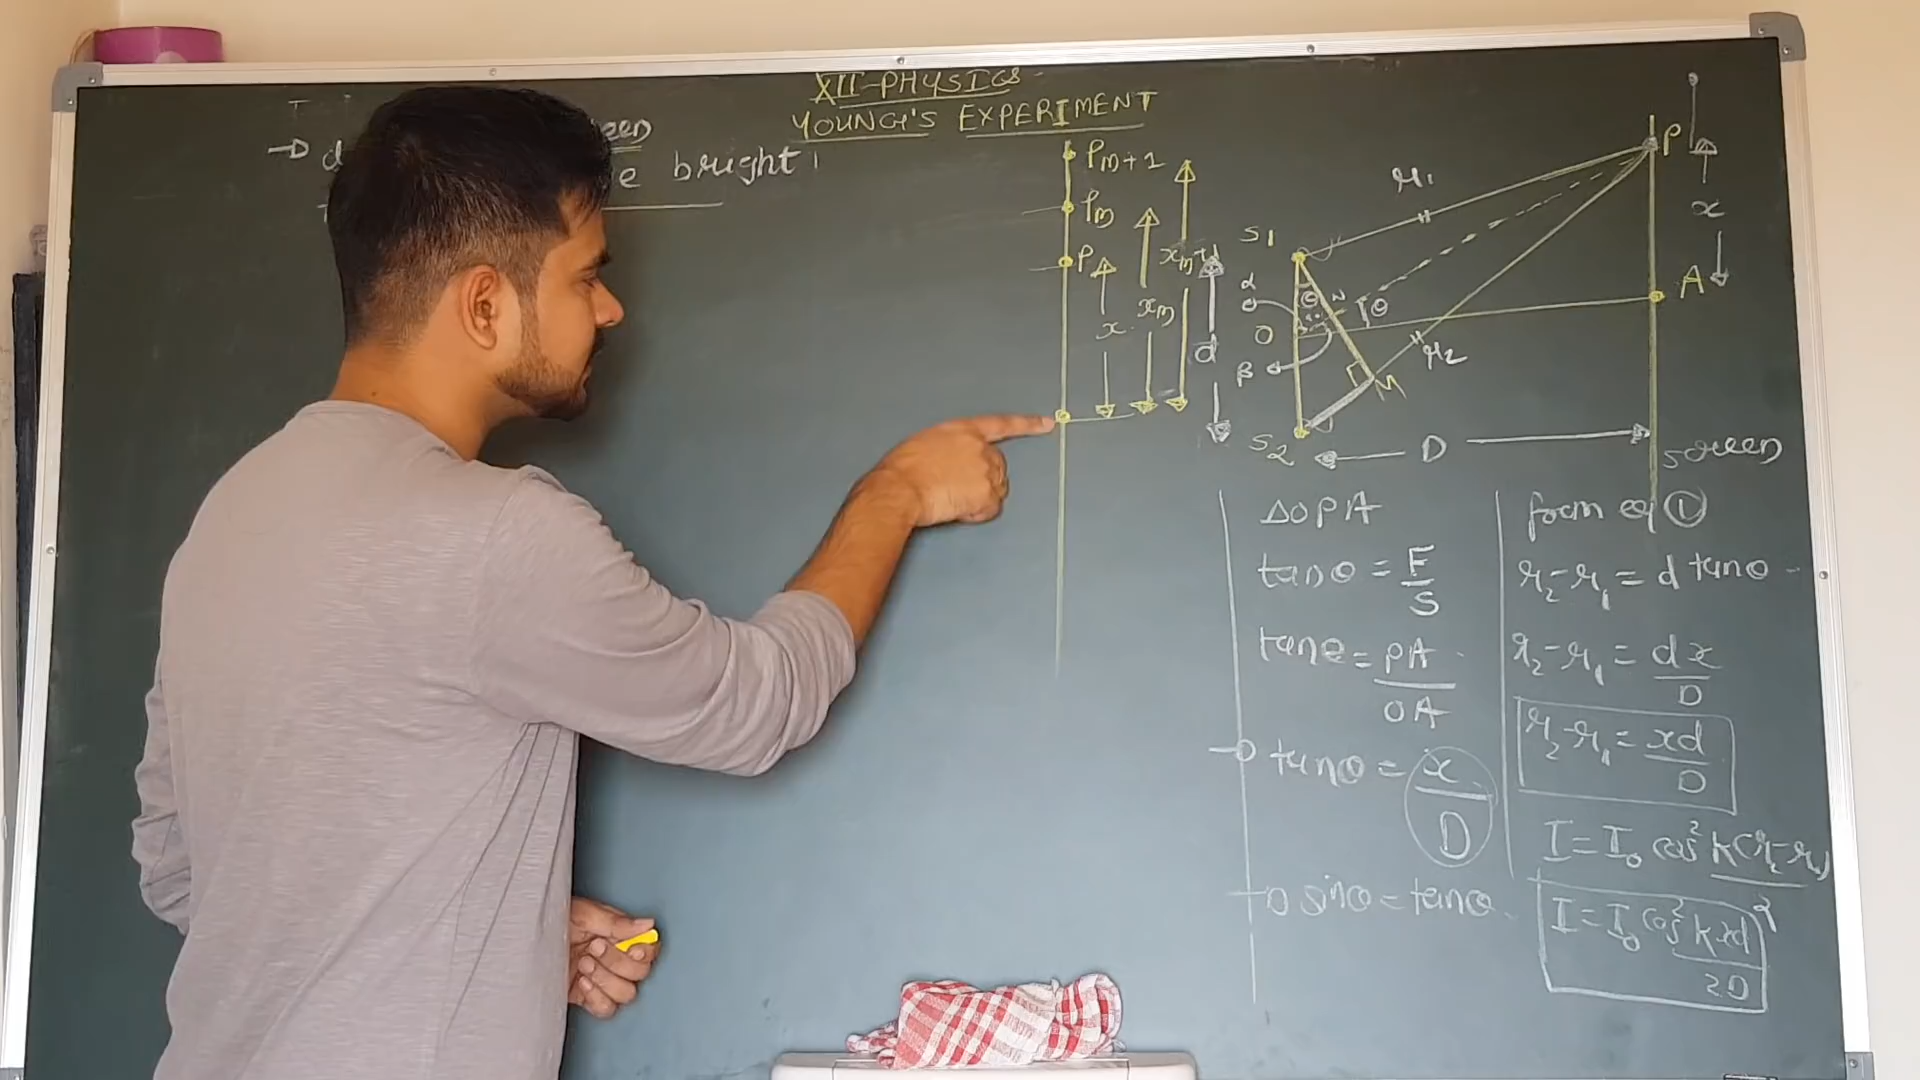 XII-PHYSICS
YOUNG'S EXPERIMENT
bright
Pm+1
Pm
P
x
xm
xm+1
d
S1
α
θ
N
O
β
S2
r1
r2
M
θ
P
x
A
D
screen
ΔOPA
tanθ = F/S
tanθ = PA/OA
tanθ = x/D
sinθ = tanθ
form eq ①
r2-r1 = d tanθ
r2-r1 = dx/D
r2-r1 = xd/D
I = I0 cos² k(r2-r1)
I = I0 cos² kxd/2D